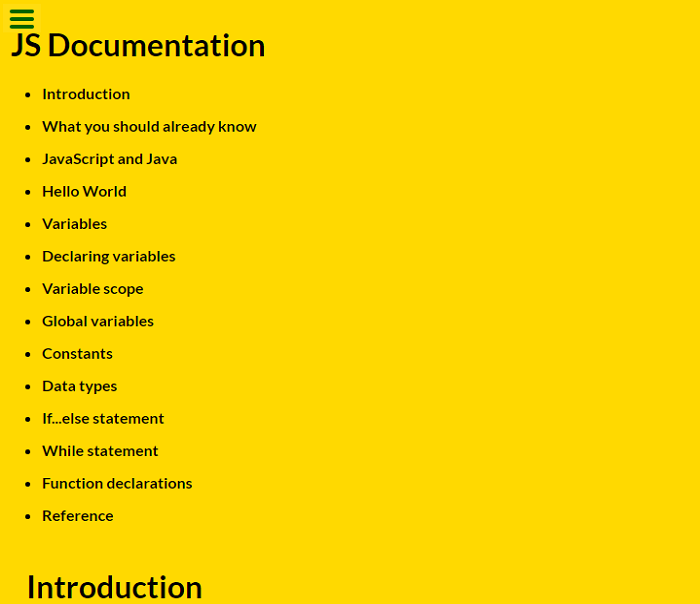 JS Documentation
Introduction
What you should already know
JavaScript and Java
Hello World
Variables
Declaring variables
Variable scope
Global variables
Constants
Data types
If...else statement
While statement
Function declarations
Reference
Introduction